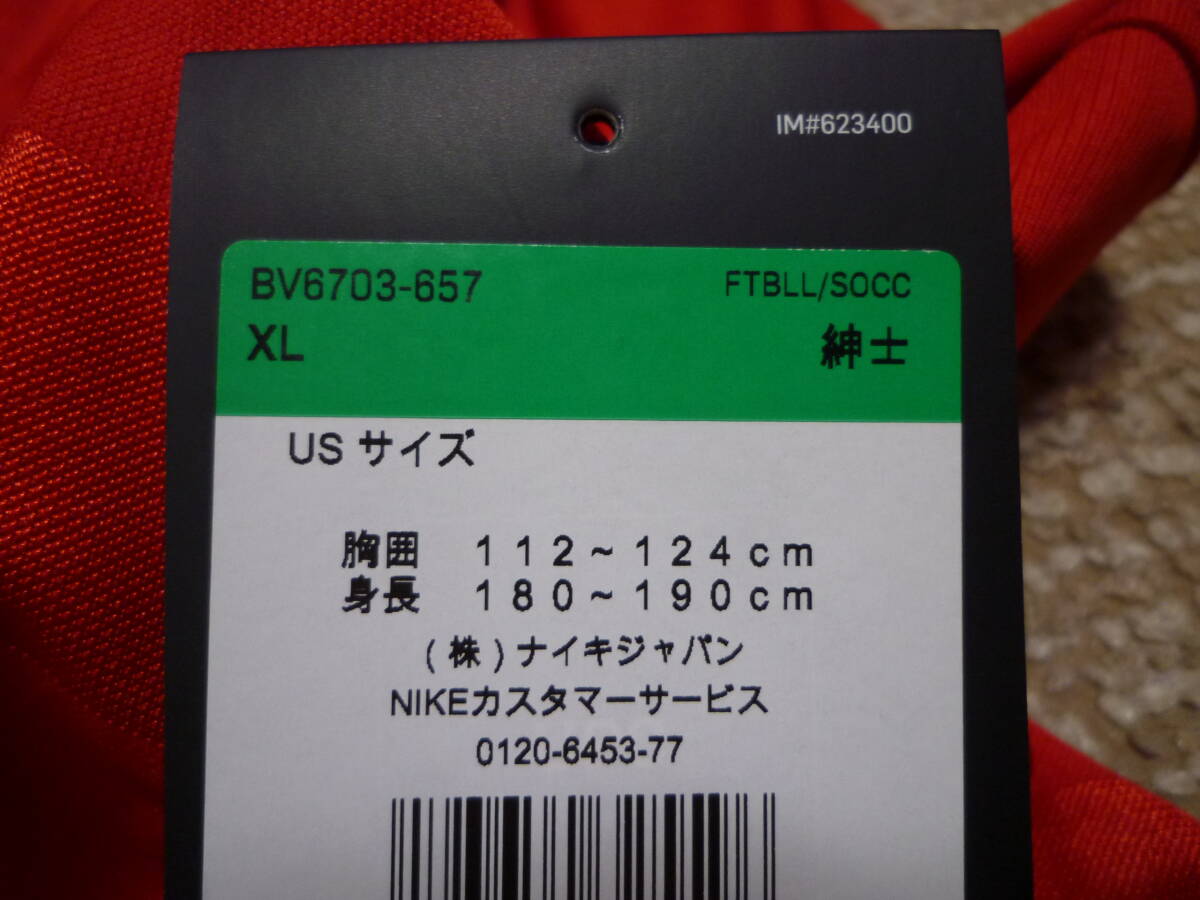 IM#623400
BV6703-657 FTBLL/SOCC
XL 紳士
US サイズ
胸囲 112~124cm
身長 180~190cm
(株)ナイキジャパン
NIKEカスタマーサービス
0120-6453-77